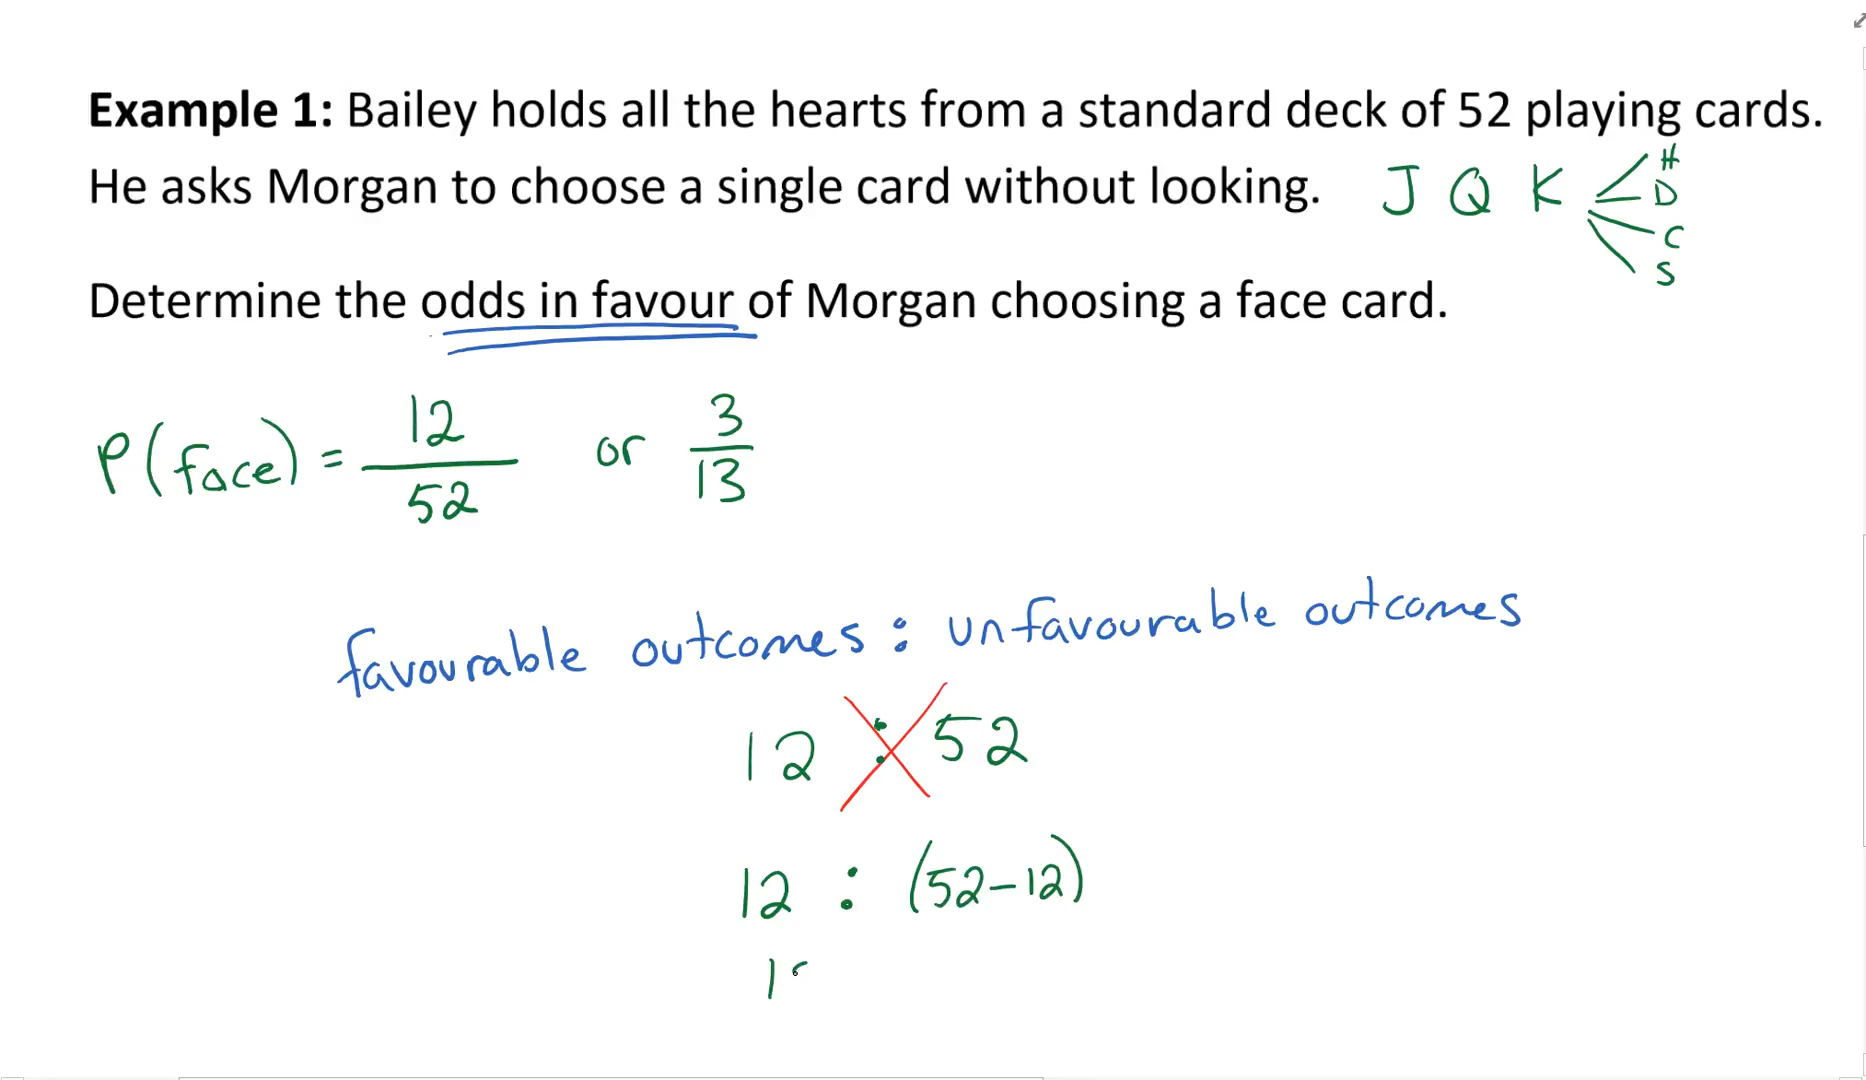 Example 1: Bailey holds all the hearts from a standard deck of 52 playing cards.
He asks Morgan to choose a single card without looking. J Q K H
D
C
S
Determine the odds in favour of Morgan choosing a face card.
P(face) = 12/52 or 3/13
favourable outcomes : unfavourable outcomes
12 : 52
12 : (52-12)
1